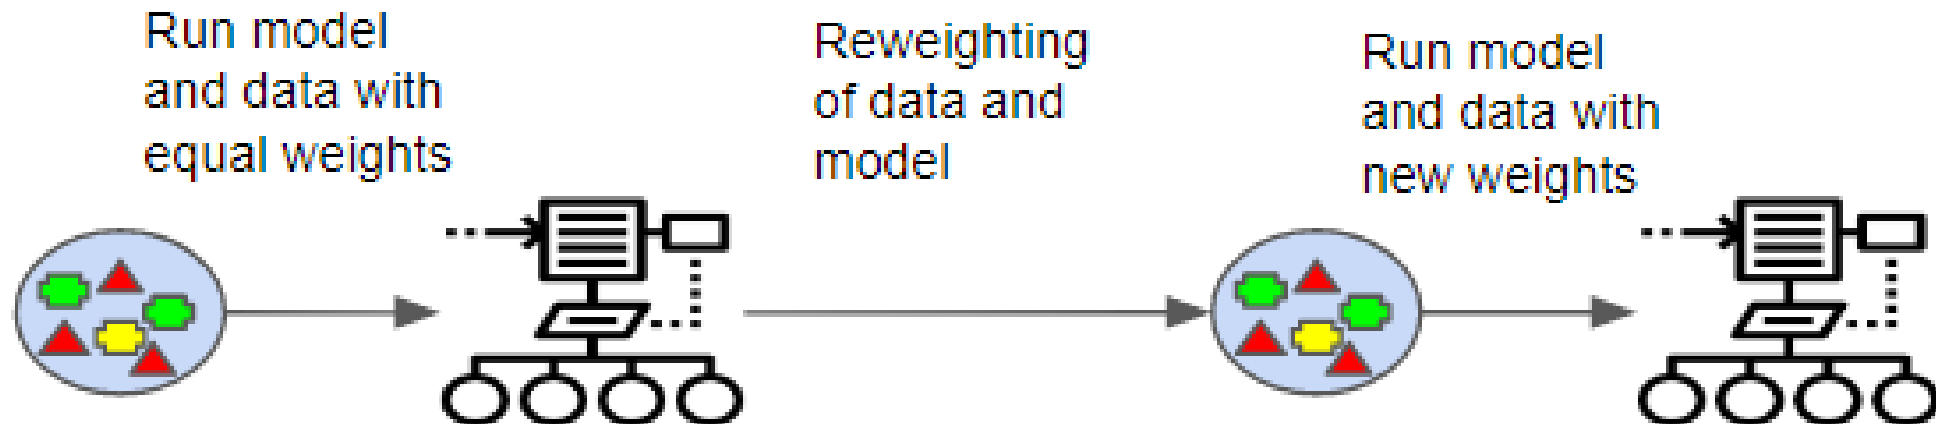 Run model
and data with
equal weights
Reweighting
of data and
model
Run model
and data with
new weights